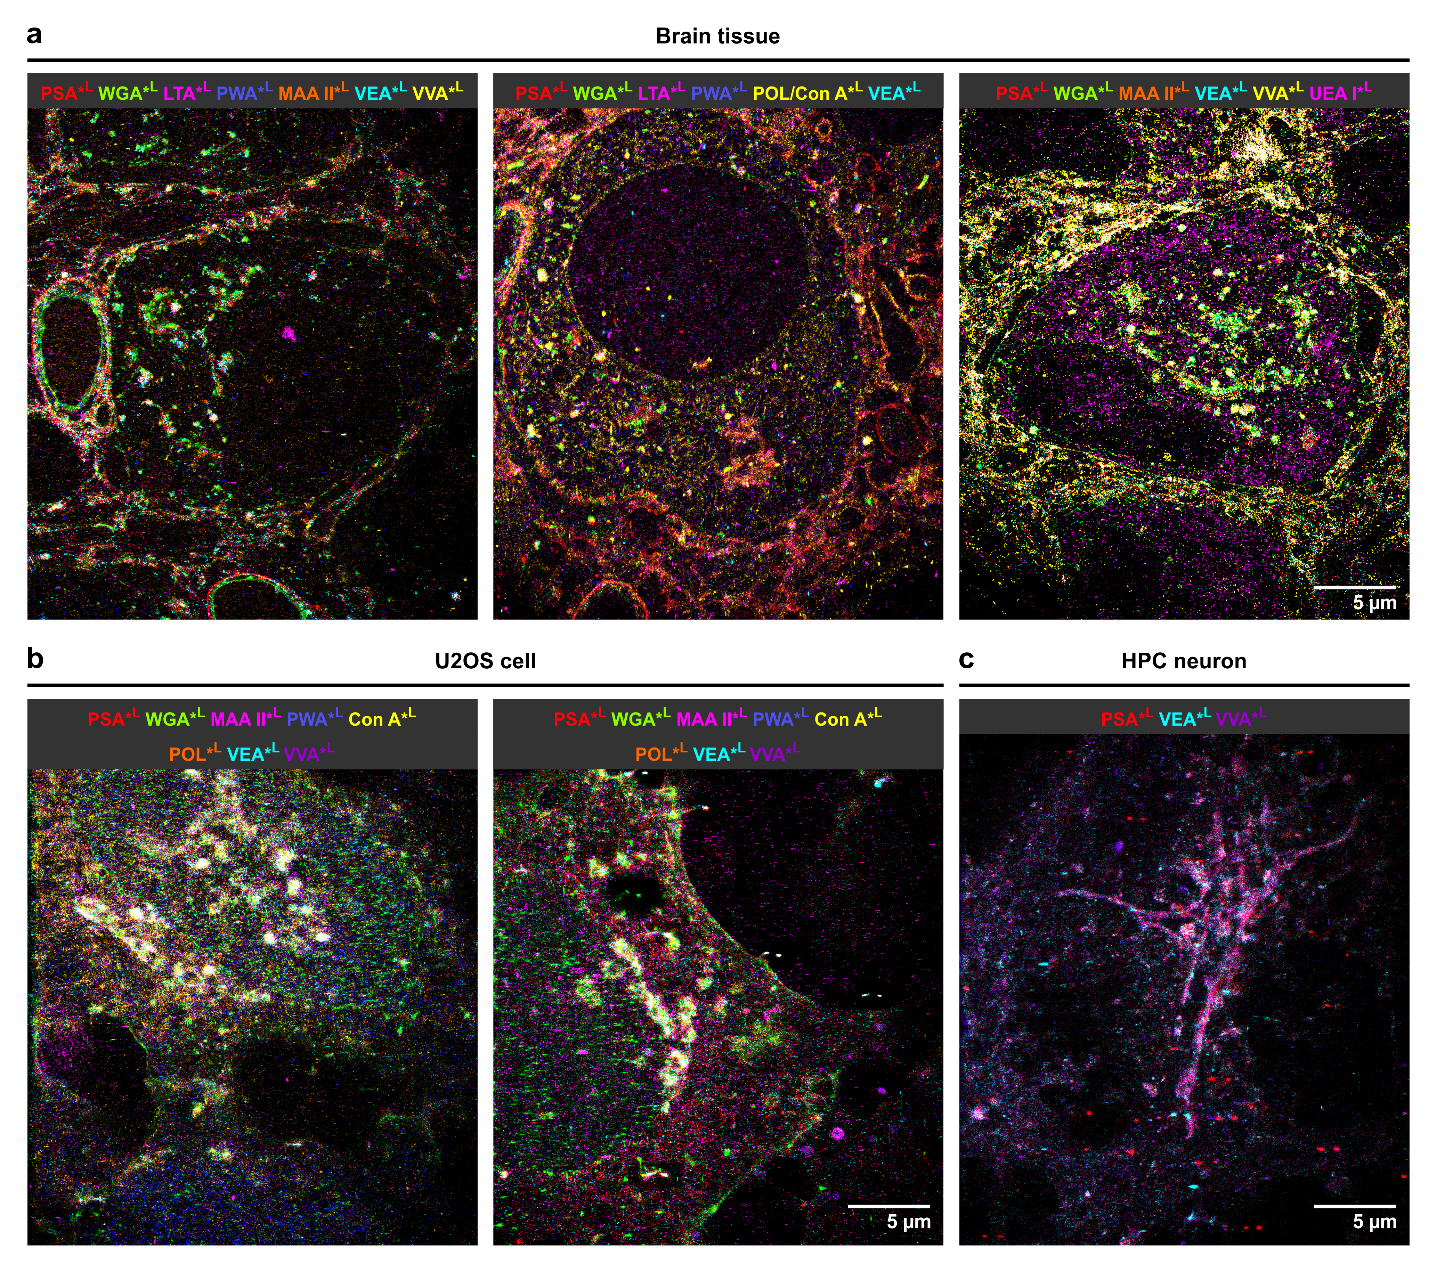 a
Brain tissue
PSA*L WGA*L LTA*L PWA*L MAA II*L VEA*L VVA*L
PSA*L WGA*L LTA*L PWA*L POL/Con A*L VEA*L
PSA*L WGA*L MAA II*L VEA*L VVA*L UEA I*L
5 µm
b
U2OS cell
PSA*L WGA*L MAA II*L PWA*L Con A*L
POL*L VEA*L VVA*L
PSA*L WGA*L MAA II*L PWA*L Con A*L
POL*L VEA*L VVA*L
5 µm
c
HPC neuron
PSA*L VEA*L VVA*L
5 µm